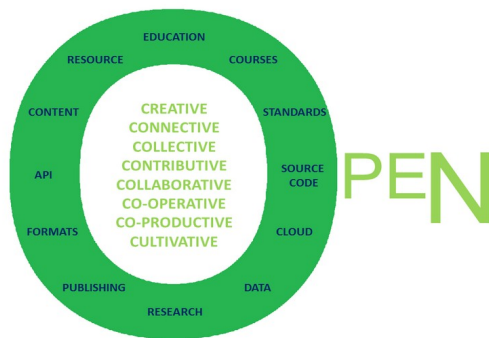 EDUCATION
RESOURCE
COURSES
CONTENT
STANDARDS
API
SOURCE
CODE
FORMATS
CLOUD
PUBLISHING
DATA
RESEARCH
CREATIVE
CONNECTIVE
COLLECTIVE
CONTRIBUTIVE
COLLABORATIVE
CO-OPERATIVE
CO-PRODUCTIVE
CULTIVATIVE
OPEN